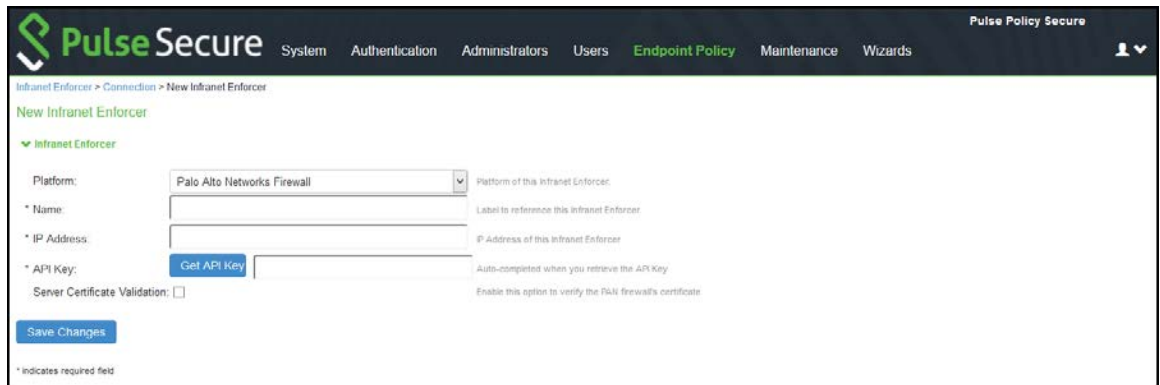 Pulse Policy Secure
Pulse Secure System Authentication Administrators Users Endpoint Policy Maintenance Wizards
Infranet Enforcer > Connection > New Infranet Enforcer
New Infranet Enforcer
Infranet Enforcer
Platform: Palo Alto Networks Firewall Platform of this Infranet Enforcer.
* Name: Label to reference this Infranet Enforcer
* IP Address: IP Address of this Infranet Enforcer
* API Key: Get API Key Auto-completed when you retrieve the API Key
Server Certificate Validation: Enable this option to verify the PAN firewall's certificate
Save Changes
* indicates required field